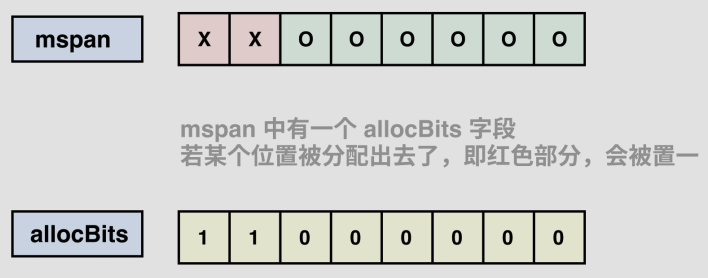 mspan X X O O O O O O
mspan 中有一个 allocBits 字段
若某个位置被分配出去了，即红色部分，会被置一
allocBits 1 1 0 0 0 0 0 0